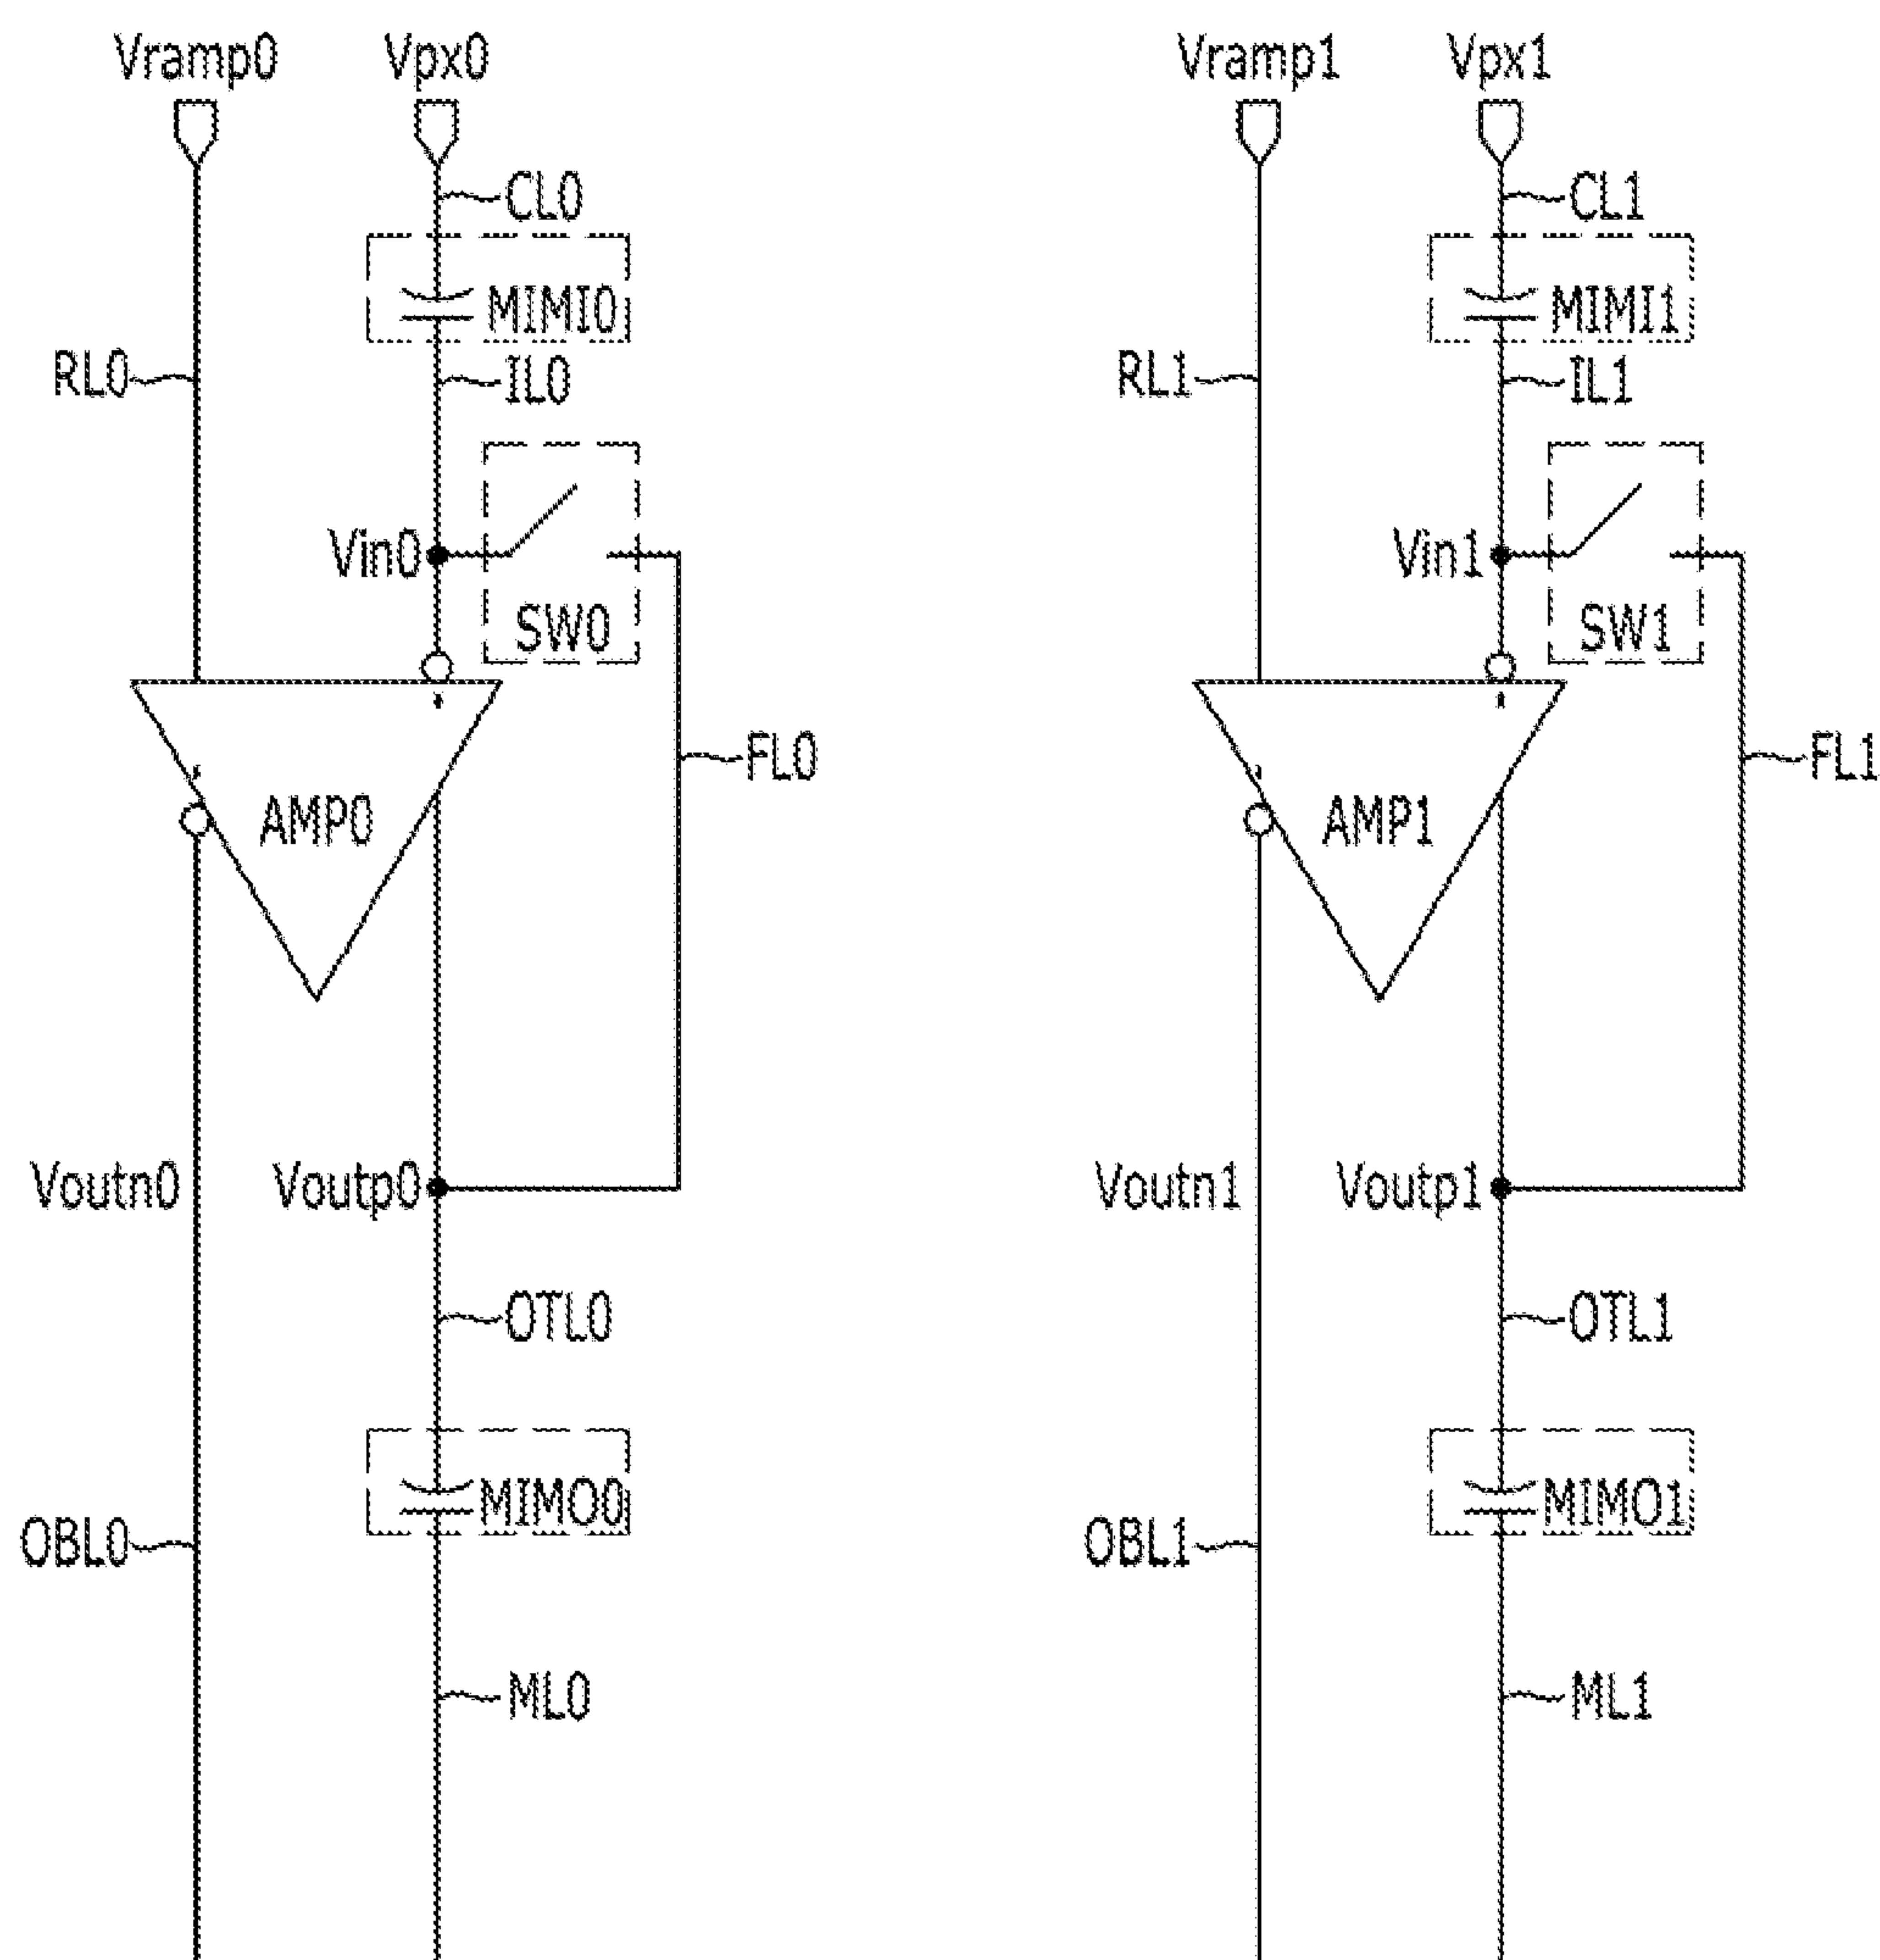 Vramp0 Vpx0 Vramp1 Vpx1
CL0 CL1
MIMI0 MIMI1
RL0 IL0 RL1 IL1
Vin0 Vin1
SW0 SW1
FL0 FL1
AMP0 AMP1
Voutn0 Voutp0 Voutn1 Voutp1
OTL0 OTL1
MIMO0 MIMO1
OBL0 OBL1
ML0 ML1